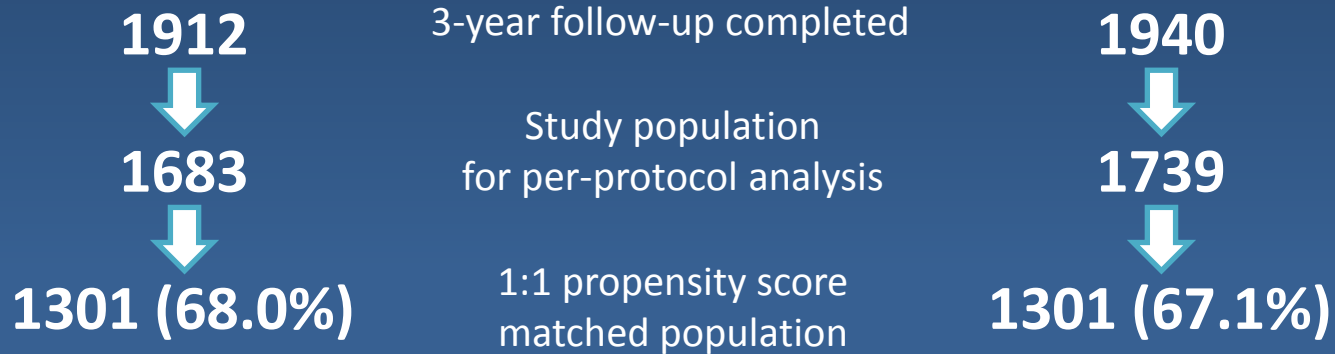 1912
3-year follow-up completed
1940
1683
Study population
for per-protocol analysis
1739
1301 (68.0%)
1:1 propensity score
matched population
1301 (67.1%)